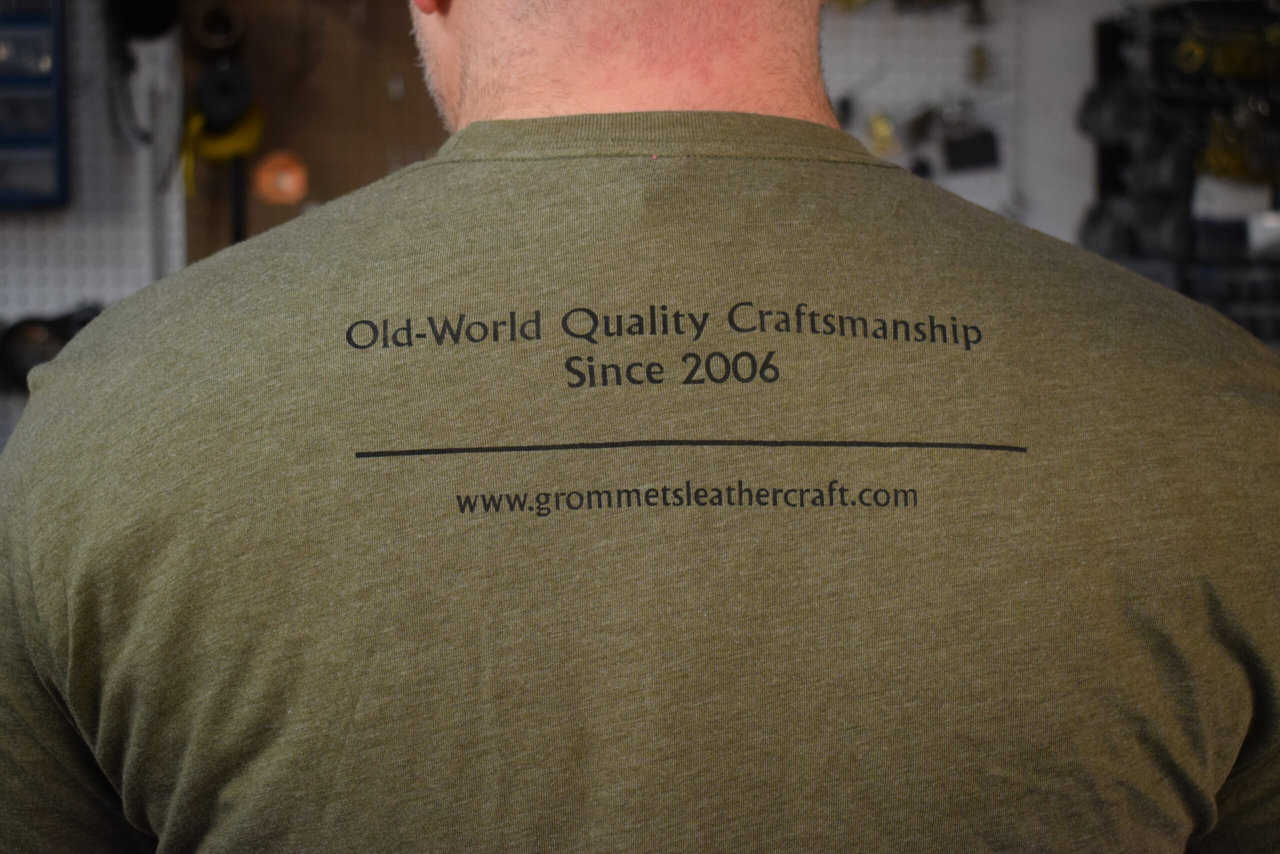 Old-World Quality Craftsmanship
Since 2006
www.grommetsleathercraft.com